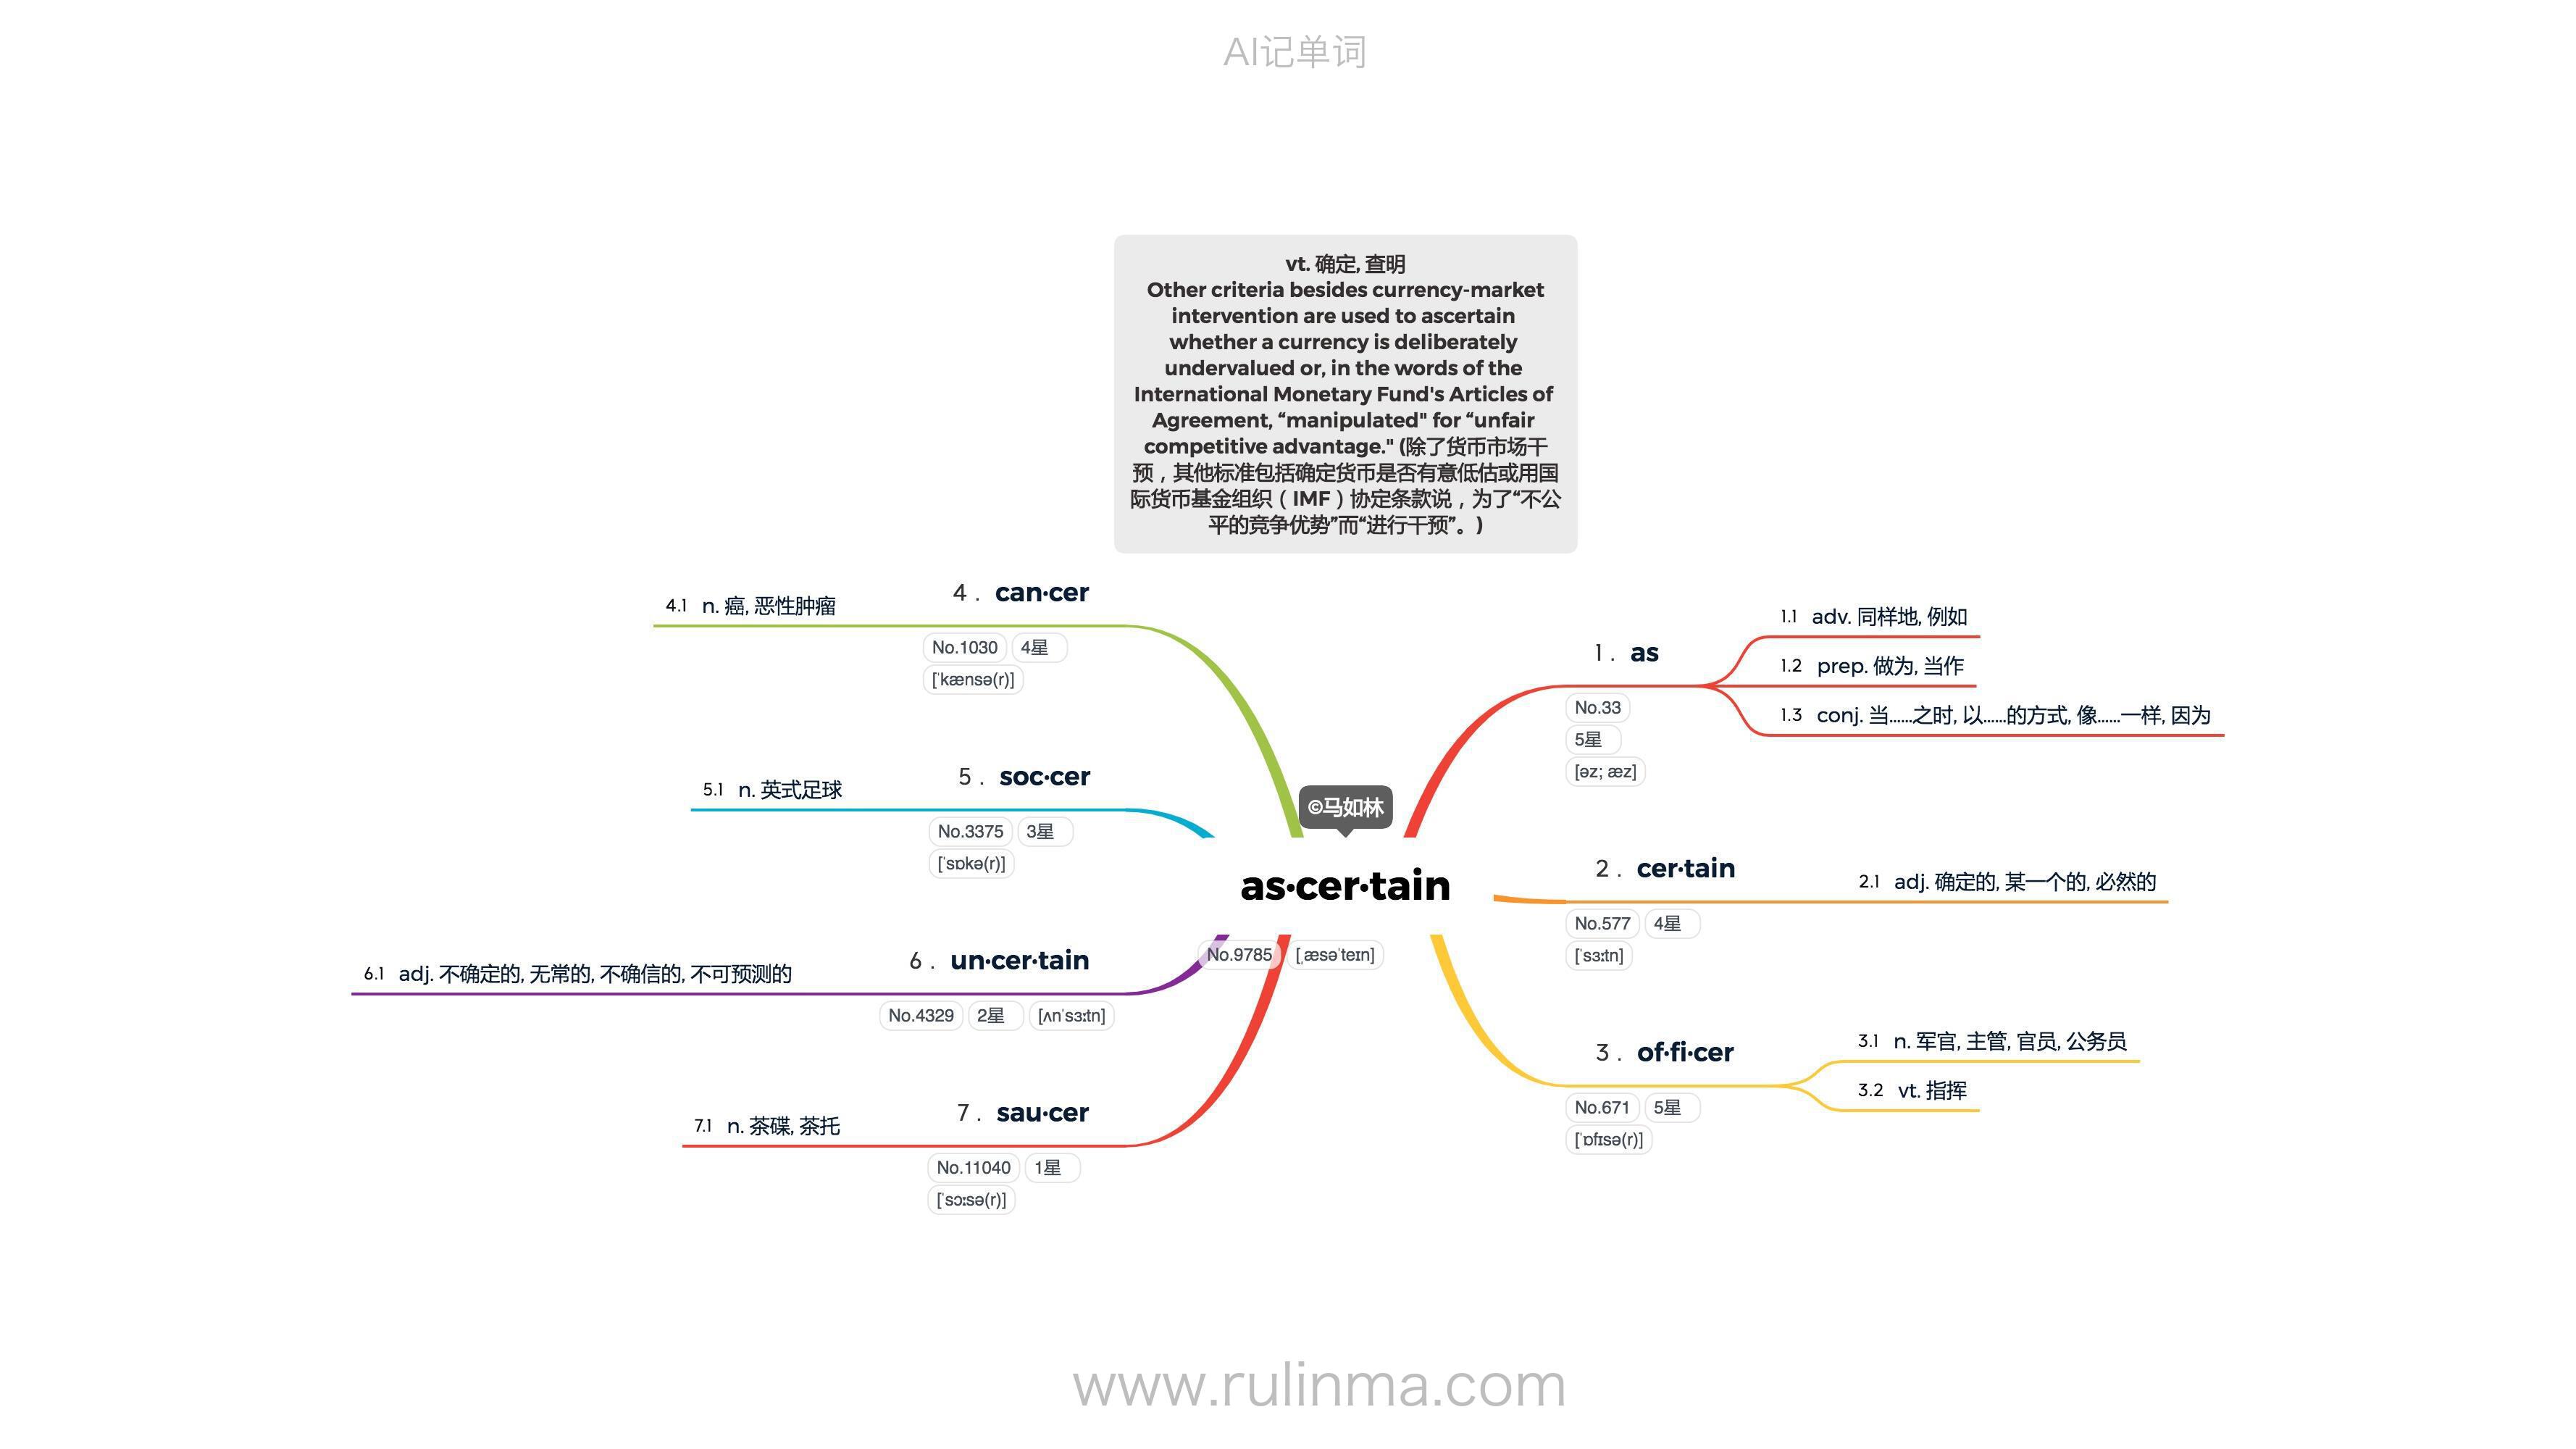 AI记单词
vt. 确定, 查明
Other criteria besides currency-market
intervention are used to ascertain
whether a currency is deliberately
undervalued or, in the words of the
International Monetary Fund's Articles of
Agreement, “manipulated" for “unfair
competitive advantage." (除了货币市场干
预，其他标准包括确定货币是否有意低估或用国
际货币基金组织（IMF）协定条款说，为了“不公
平的竞争优势”而“进行干预”。)
©马如林
as·cer·tain
No.9785 [ˌæsəˈteɪn]
1 . as
No.33
5星
[əz; æz]
1.1 adv. 同样地, 例如
1.2 prep. 做为, 当作
1.3 conj. 当......之时, 以......的方式, 像......一样, 因为
2 . cer·tain
No.577 4星
[ˈsɜːtn]
2.1 adj. 确定的, 某一个的, 必然的
3 . of·fi·cer
No.671 5星
[ˈɒfɪsə(r)]
3.1 n. 军官, 主管, 官员, 公务员
3.2 vt. 指挥
4 . can·cer
No.1030 4星
[ˈkænsə(r)]
4.1 n. 癌, 恶性肿瘤
5 . soc·cer
No.3375 3星
[ˈsɒkə(r)]
5.1 n. 英式足球
6 . un·cer·tain
No.4329 2星 [ʌnˈsɜːtn]
6.1 adj. 不确定的, 无常的, 不确信的, 不可预测的
7 . sau·cer
No.11040 1星
[ˈsɔːsə(r)]
7.1 n. 茶碟, 茶托
www.rulinma.com